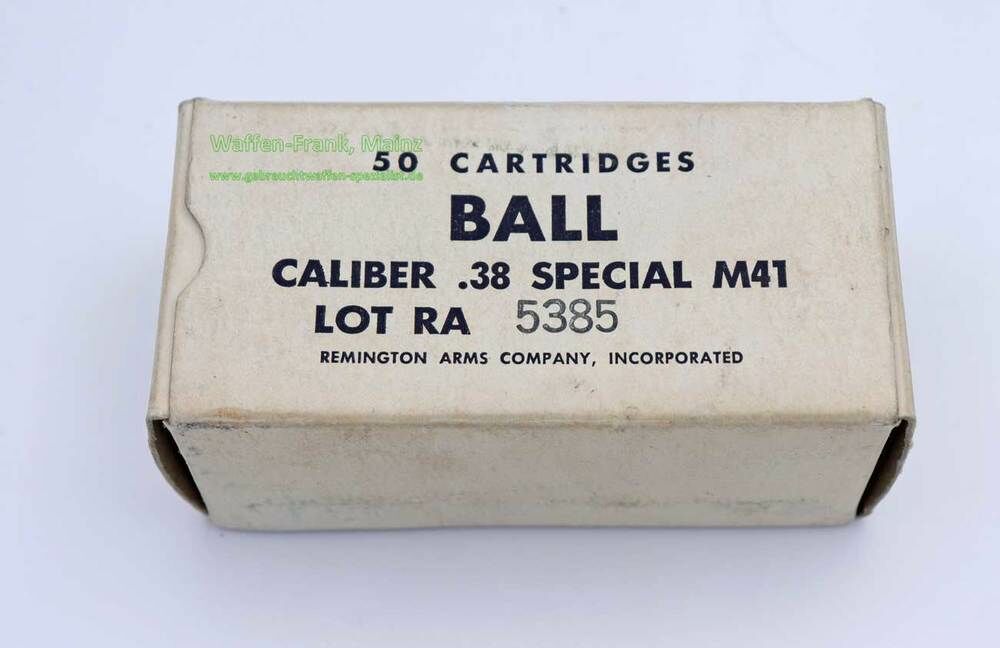 Waffen-Frank, Mainz
www.gebrauchtwaffen-spezialist.de
50 CARTRIDGES
BALL
CALIBER .38 SPECIAL M41
LOT RA 5385
REMINGTON ARMS COMPANY, INCORPORATED